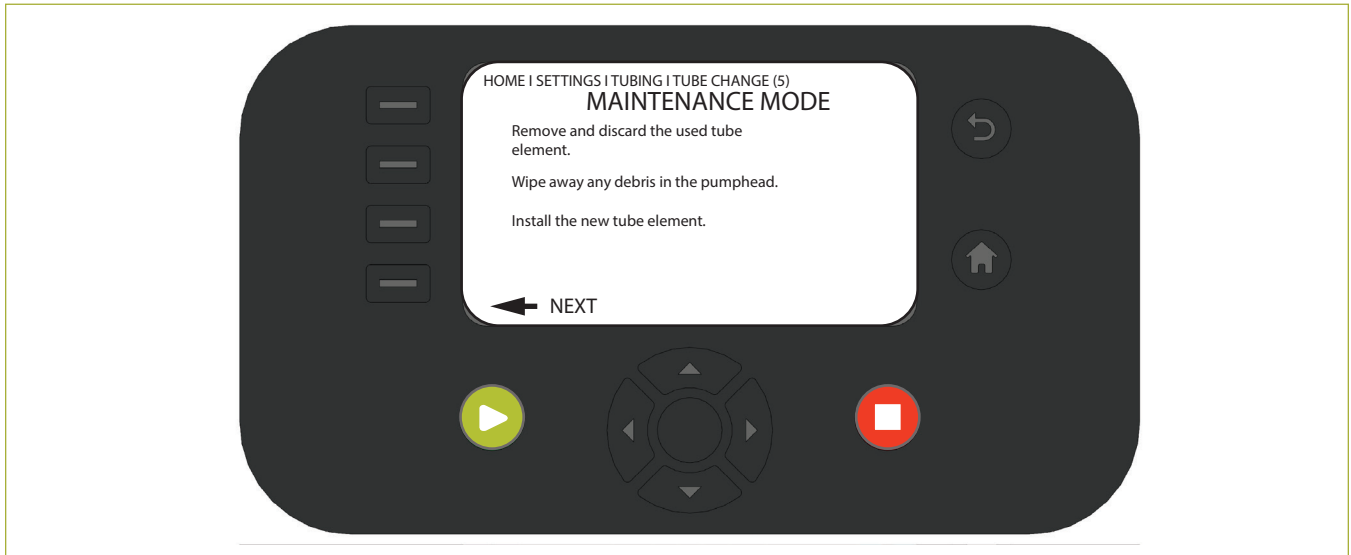 HOME I SETTINGS I TUBING I TUBE CHANGE (5)
MAINTENANCE MODE
Remove and discard the used tube
element.
Wipe away any debris in the pumphead.
Install the new tube element.
NEXT